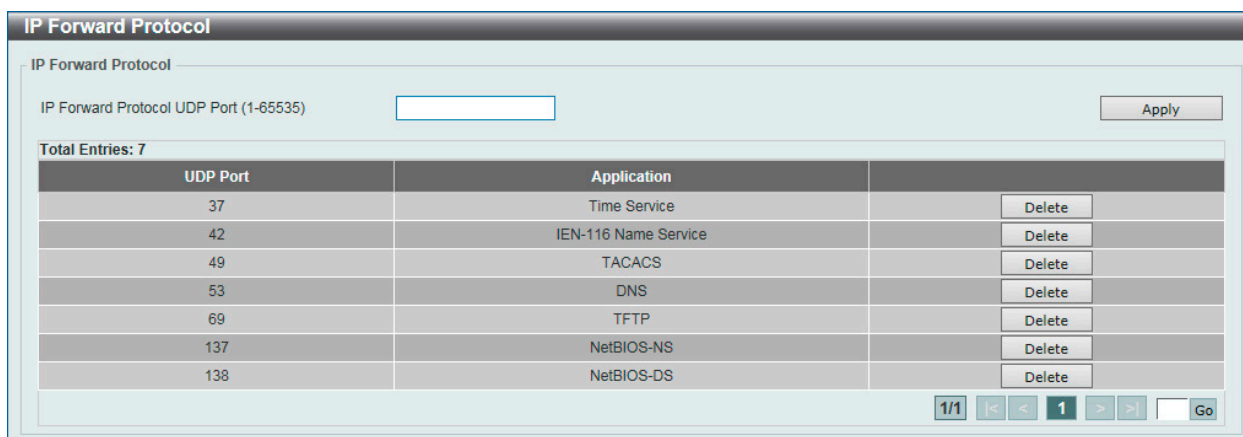 IP Forward Protocol
IP Forward Protocol
IP Forward Protocol UDP Port (1-65535) Apply
Total Entries: 7
UDP Port Application
37 Time Service Delete
42 IEN-116 Name Service Delete
49 TACACS Delete
53 DNS Delete
69 TFTP Delete
137 NetBIOS-NS Delete
138 NetBIOS-DS Delete
1/1 |< < 1 > >| Go